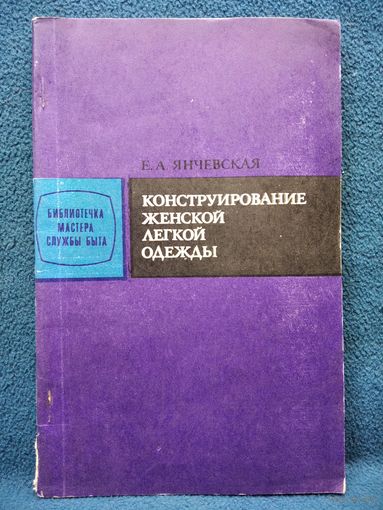 Е. А. ЯНЧЕВСКАЯ
КОНСТРУИРОВАНИЕ
ЖЕНСКОЙ
ЛЕГКОЙ
ОДЕЖДЫ
БИБЛИОТЕЧКА
МАСТЕРА
СЛУЖБЫ БЫТА